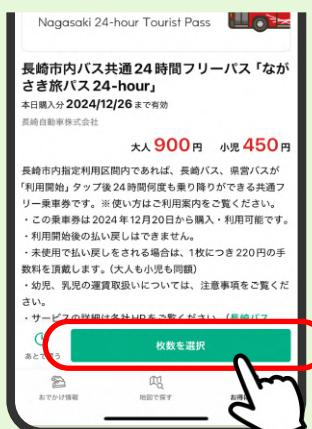 Nagasaki 24-hour Tourist Pass
長崎市内バス共通24時間フリーパス「なが
さき旅バス24-hour」
本日購入分2024/12/26まで有効
長崎自動車株式会社
大人 900円 小児 450円
長崎市内指定利用区間内であれば、長崎バス、県営バスが
「利用開始」タップ後24時間何度も乗り降りができる共通フ
リー乗車券です。※使い方はご利用案内をご覧ください。
・この乗車券は2024年12月20日から購入・利用可能です。
・利用開始後の払い戻しはできません。
・未使用で払い戻しをされる場合は、1枚につき220円の手
数料を頂戴します。(大人も小児も同額)
・幼児、乳児の運賃取扱いについては、注意事項をご覧くだ
さい。
・サービスの詳細は各社HPをご覧ください。(長崎バス
あとで買う
枚数を選択
おでかけ情報 地図で探す お得に